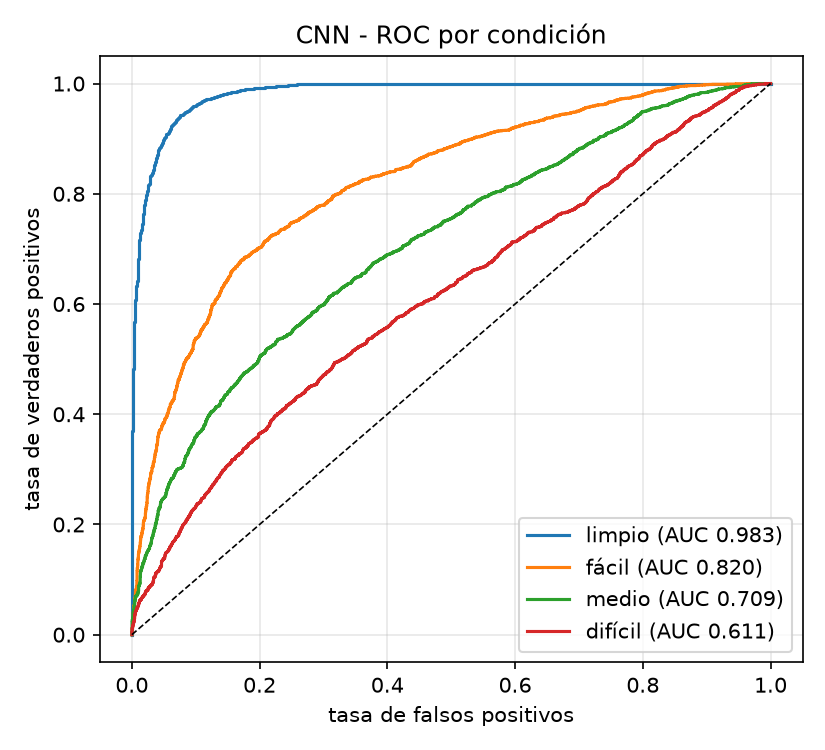 CNN - ROC por condición
1.0
0.8
0.6
0.4
0.2
0.0
tasa de verdaderos positivos
limpio (AUC 0.983)
fácil (AUC 0.820)
medio (AUC 0.709)
difícil (AUC 0.611)
0.0 0.2 0.4 0.6 0.8 1.0
tasa de falsos positivos